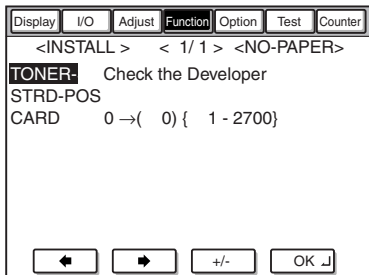 Display I/O Adjust Function Option Test Counter
<INSTALL > < 1/ 1 > <NO-PAPER>
TONER- Check the Developer
STRD-POS
CARD 0 →( 0) { 1 - 2700}
+/- OK